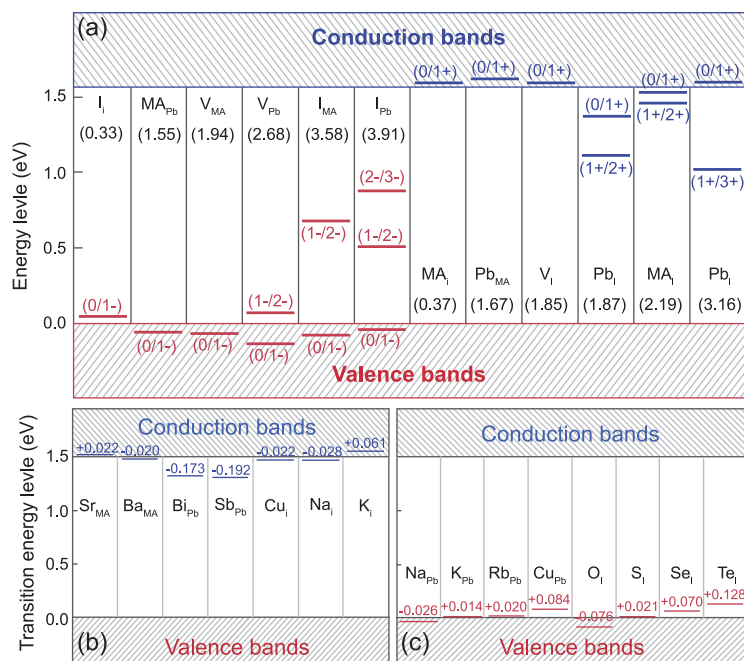 (a)
Conduction bands
(0/1+) (0/1+) (0/1+) (0/1+) (0/1+)
1.5
I_i MA_Pb V_MA V_Pb I_MA I_Pb
(0/1+)
(0.33) (1.55) (1.94) (2.68) (3.58) (3.91)
(1+/2+)
1.0
(2-/3-)
(1+/2+) (1+/3+)
Energy levle (eV)
0.5
(1-/2-) (1-/2-)
MA_i Pb_MA V_I Pb_I MA_I Pb_I
(0/1-) (1-/2-)
(0.37) (1.67) (1.85) (1.87) (2.19) (3.16)
0.0
(0/1-) (0/1-) (0/1-) (0/1-) (0/1-)
Valence bands
Transition energy levle (eV)
Conduction bands
+0.022 -0.020 -0.173 -0.192 -0.022 -0.028 +0.061
1.5
Sr_MA Ba_MA Bi_Pb Sb_Pb Cu_i Na_i K_i
1.0
0.5
0.0
(b)
Valence bands
Conduction bands
1.5
1.0
0.5
Na_Pb K_Pb Rb_Pb Cu_Pb O_I S_I Se_I Te_I
-0.026 +0.014 +0.020 +0.084 -0.076 +0.021 +0.070 +0.128
0.0
(c)
Valence bands